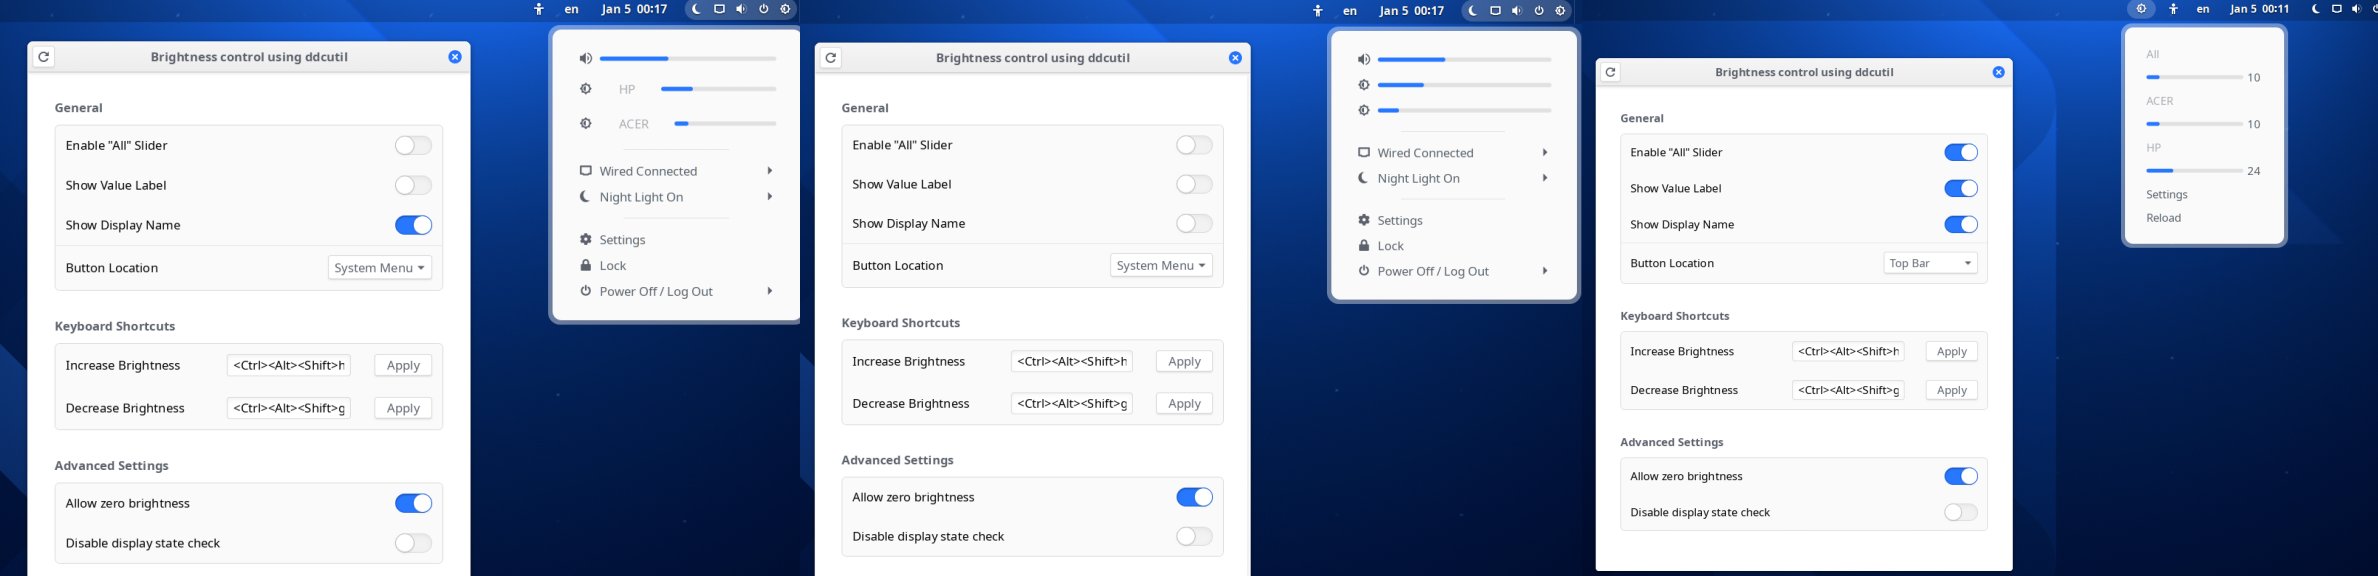 en Jan 5 00:17
Brightness control using ddcutil
General
Enable "All" Slider
Show Value Label
Show Display Name
Button Location System Menu
Keyboard Shortcuts
Increase Brightness <Ctrl><Alt><Shift>h Apply
Decrease Brightness <Ctrl><Alt><Shift>g Apply
Advanced Settings
Allow zero brightness
Disable display state check
HP
ACER
Wired Connected
Night Light On
Settings
Lock
Power Off / Log Out
en Jan 5 00:17
Brightness control using ddcutil
General
Enable "All" Slider
Show Value Label
Show Display Name
Button Location System Menu
Keyboard Shortcuts
Increase Brightness <Ctrl><Alt><Shift>h Apply
Decrease Brightness <Ctrl><Alt><Shift>g Apply
Advanced Settings
Allow zero brightness
Disable display state check
Wired Connected
Night Light On
Settings
Lock
Power Off / Log Out
en Jan 5 00:11
Brightness control using ddcutil
General
Enable "All" Slider
Show Value Label
Show Display Name
Button Location Top Bar
Keyboard Shortcuts
Increase Brightness <Ctrl><Alt><Shift>h Apply
Decrease Brightness <Ctrl><Alt><Shift>g Apply
Advanced Settings
Allow zero brightness
Disable display state check
All
10
ACER
10
HP
24
Settings
Reload